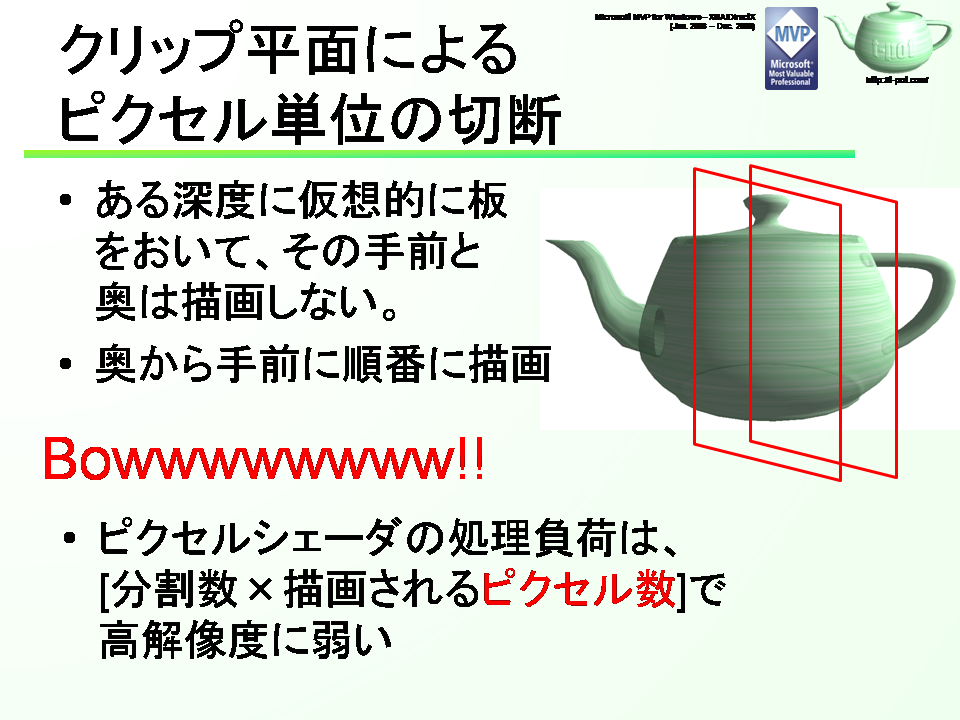 クリップ平面による
ピクセル単位の切断
Microsoft MVP for Windows – XNA/DirectX
MVP
Microsoft®
Most Valuable
Professional
t-pot
http://t-pot.com/
・ある深度に仮想的に板
をおいて、その手前と
奥は描画しない。
・奥から手前に順番に描画
Bowwwwwwwww!!
・ピクセルシェーダの処理負荷は、
[分割数×描画されるピクセル数]で
高解像度に弱い